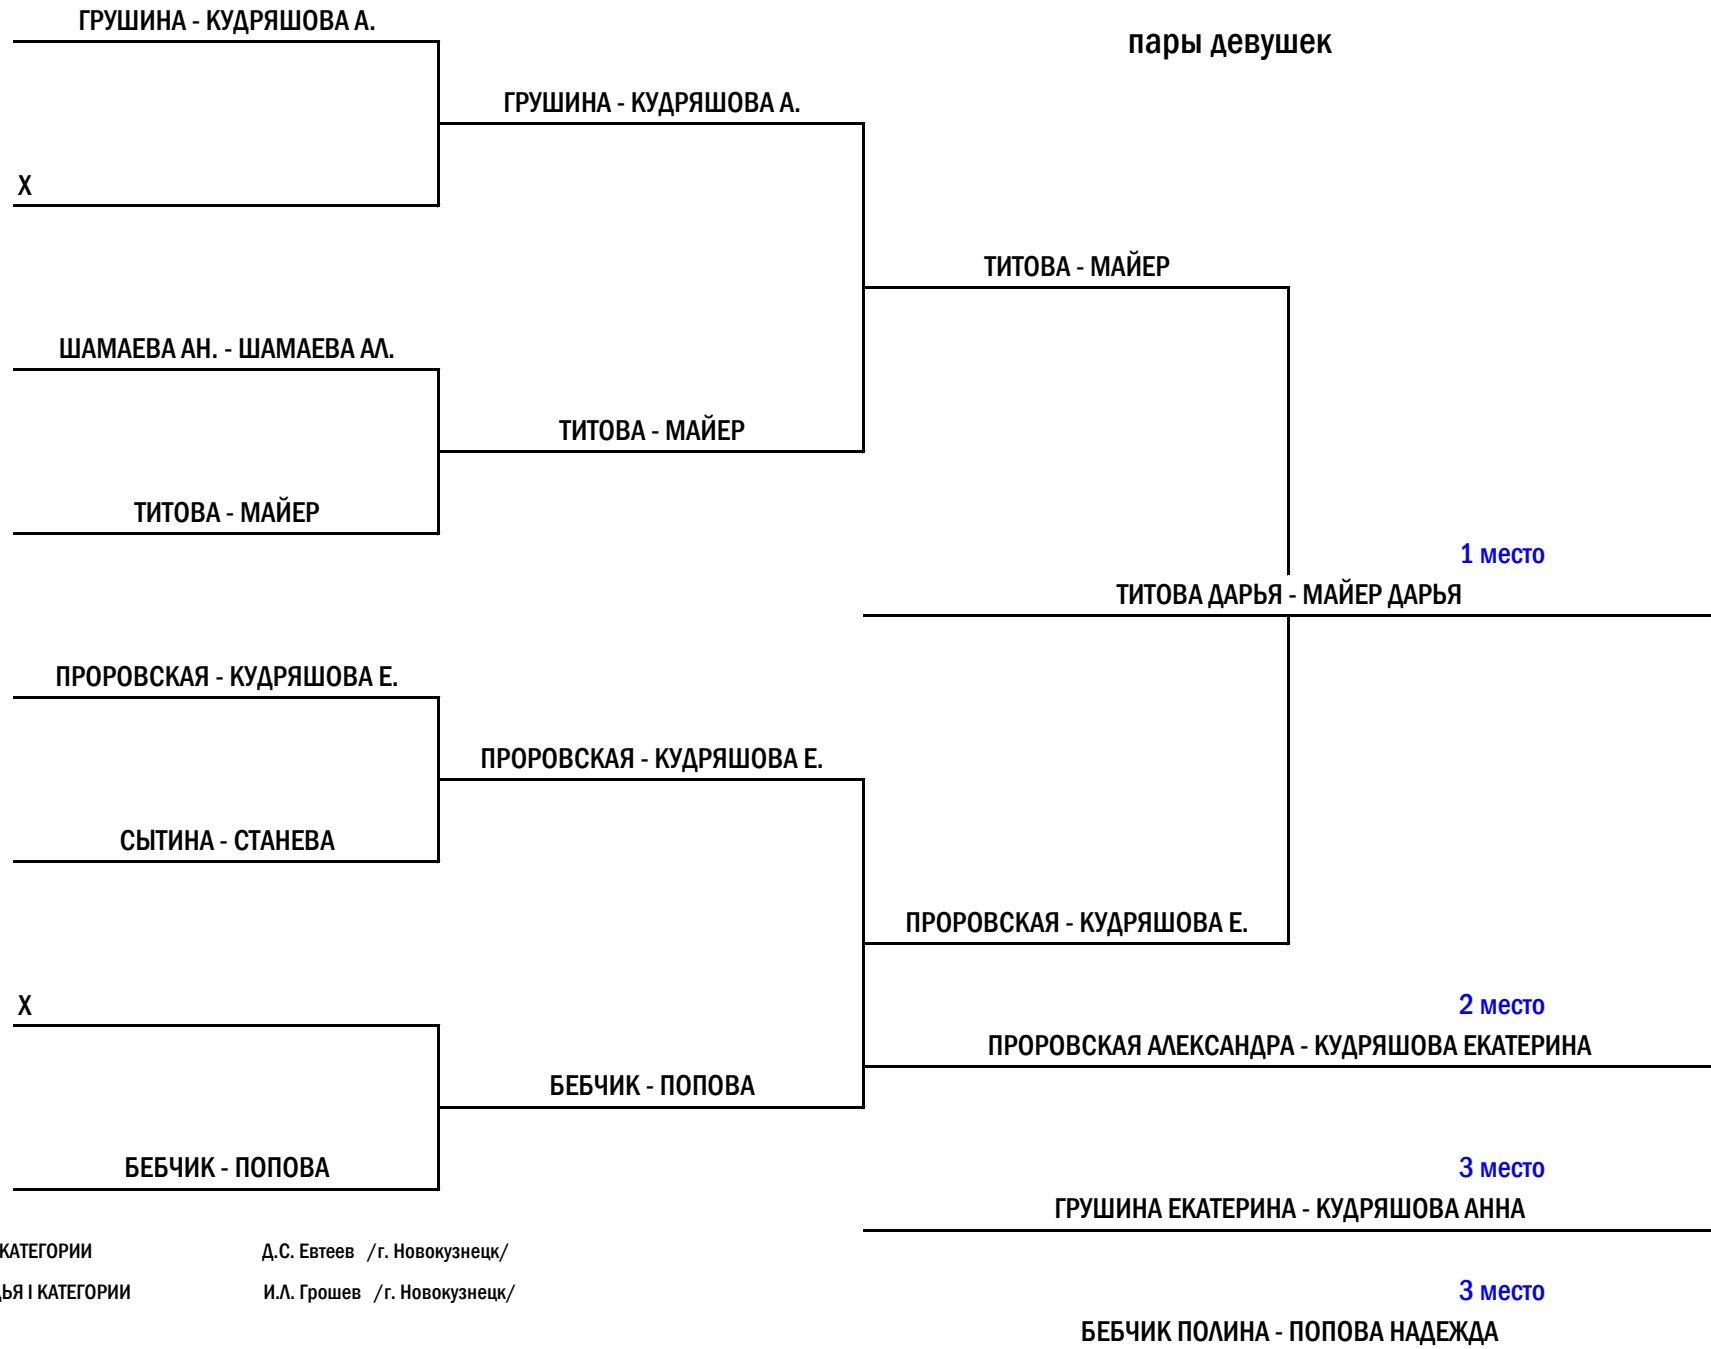 ГРУШИНА - КУДРЯШОВА А.
пары девушек
ГРУШИНА - КУДРЯШОВА А.
Х
ТИТОВА - МАЙЕР
ШАМАЕВА АН. - ШАМАЕВА АЛ.
ТИТОВА - МАЙЕР
ТИТОВА - МАЙЕР
1 место
ТИТОВА ДАРЬЯ - МАЙЕР ДАРЬЯ
ПРОРОВСКАЯ - КУДРЯШОВА Е.
ПРОРОВСКАЯ - КУДРЯШОВА Е.
СЫТИНА - СТАНЕВА
ПРОРОВСКАЯ - КУДРЯШОВА Е.
Х
2 место
ПРОРОВСКАЯ АЛЕКСАНДРА - КУДРЯШОВА ЕКАТЕРИНА
БЕБЧИК - ПОПОВА
БЕБЧИК - ПОПОВА
3 место
ГРУШИНА ЕКАТЕРИНА - КУДРЯШОВА АННА
КАТЕГОРИИ Д.С. Евтеев /г. Новокузнецк/
ДЬЯ I КАТЕГОРИИ И.Л. Грошев /г. Новокузнецк/
3 место
БЕБЧИК ПОЛИНА - ПОПОВА НАДЕЖДА